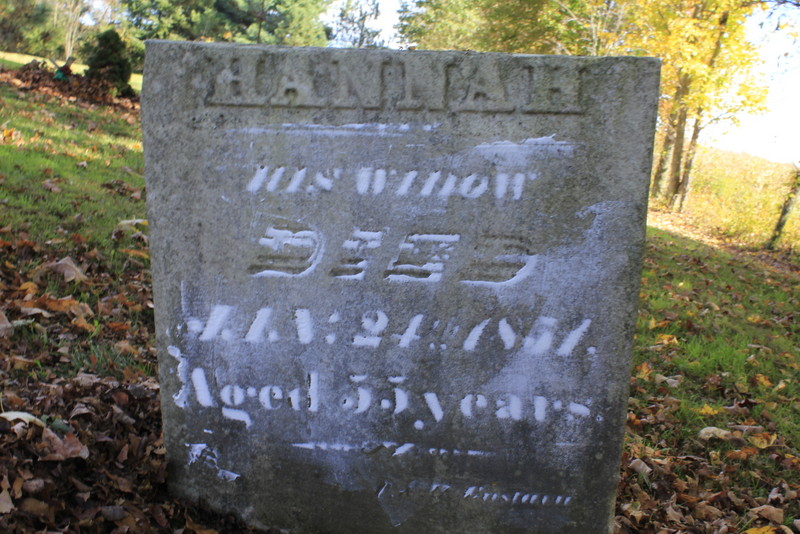 HANNAH
HIS WIDOW
DIED
JAN: 24, 1851,
Aged 55 years.